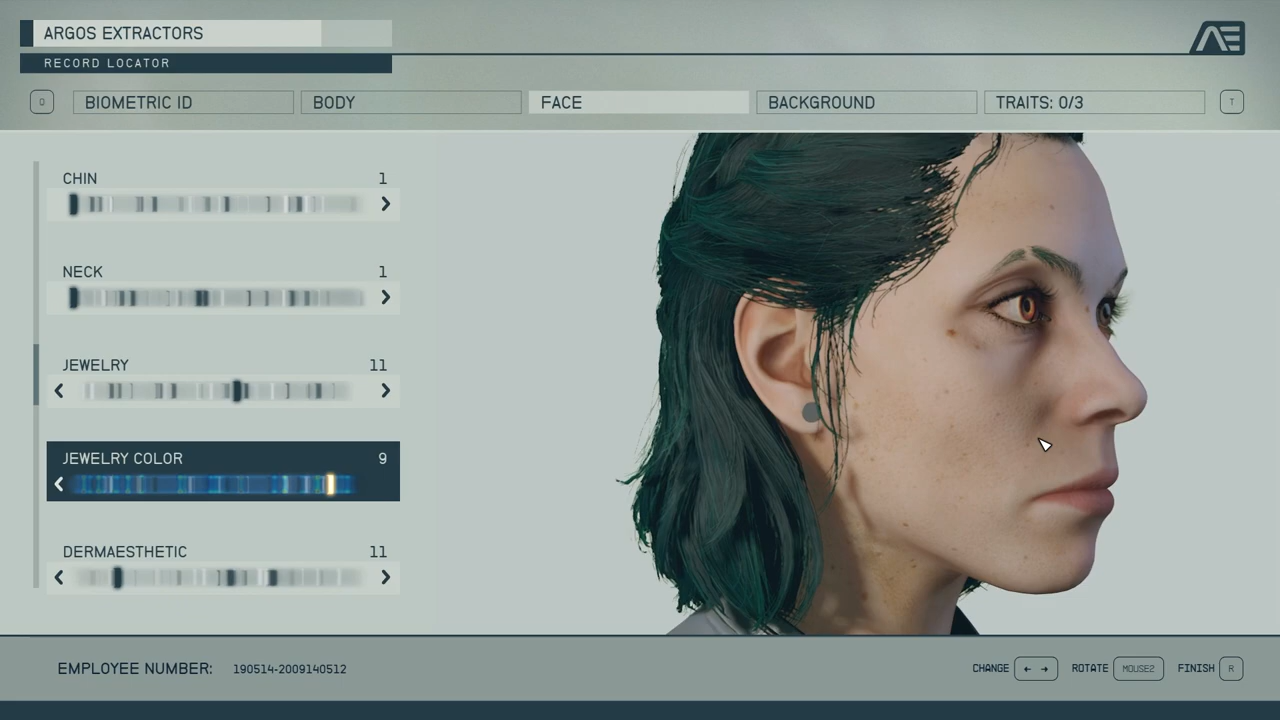 ARGOS EXTRACTORS
RECORD LOCATOR
AE
Q BIOMETRIC ID BODY FACE BACKGROUND TRAITS: 0/3 T
CHIN 1
NECK 1
JEWELRY 11
JEWELRY COLOR 9
DERMAESTHETIC 11
EMPLOYEE NUMBER: 190514-2009140512
CHANGE ROTATE MOUSE2 FINISH R